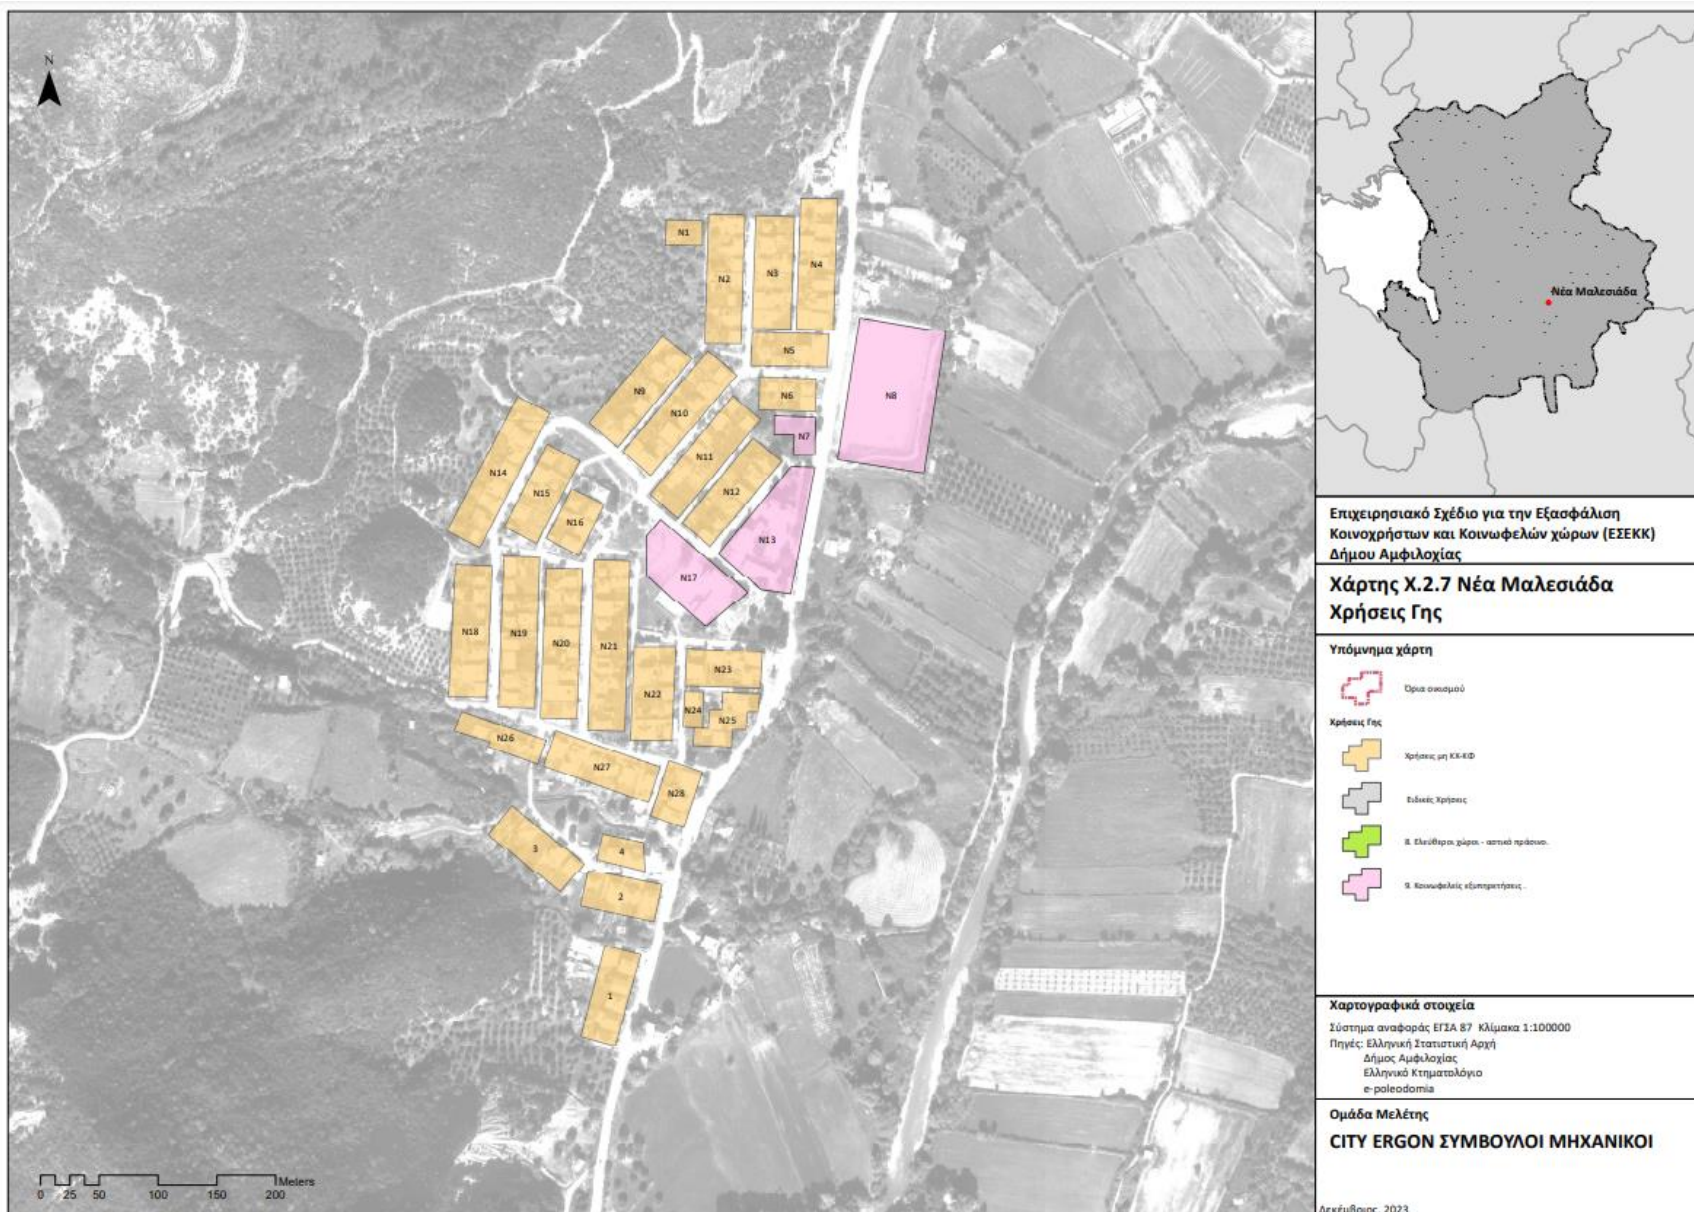 N
N1
N2
N3
N4
N5
N6
N7
N8
N9
N10
N11
N12
N13
N14
N15
N16
N17
N18
N19
N20
N21
N22
N23
N24
N25
N26
N27
N28
3
4
2
1
0 25 50 100 150 200 Meters
Νέα Μαλεσιάδα
Επιχειρησιακό Σχέδιο για την Εξασφάλιση
Κοινοχρήστων και Κοινωφελών χώρων (ΕΣΕΚΚ)
Δήμου Αμφιλοχίας
Χάρτης Χ.2.7 Νέα Μαλεσιάδα
Χρήσεις Γης
Υπόμνημα χάρτη
Όρια οικισμού
Χρήσεις Γης
Χρήσεις μη ΚΧ-ΚΦ
Ειδικές Χρήσεις
8. Ελεύθεροι χώροι - αστικό πράσινο.
9. Κοινωφελείς εξυπηρετήσεις .
Χαρτογραφικά στοιχεία
Σύστημα αναφοράς ΕΓΣΑ 87 Κλίμακα 1:100000
Πηγές: Ελληνική Στατιστική Αρχή
Δήμος Αμφιλοχίας
Ελληνικό Κτηματολόγιο
e-poleodomia
Ομάδα Μελέτης
CITY ERGON ΣΥΜΒΟΥΛΟΙ ΜΗΧΑΝΙΚΟΙ
Δεκέμβριος, 2023